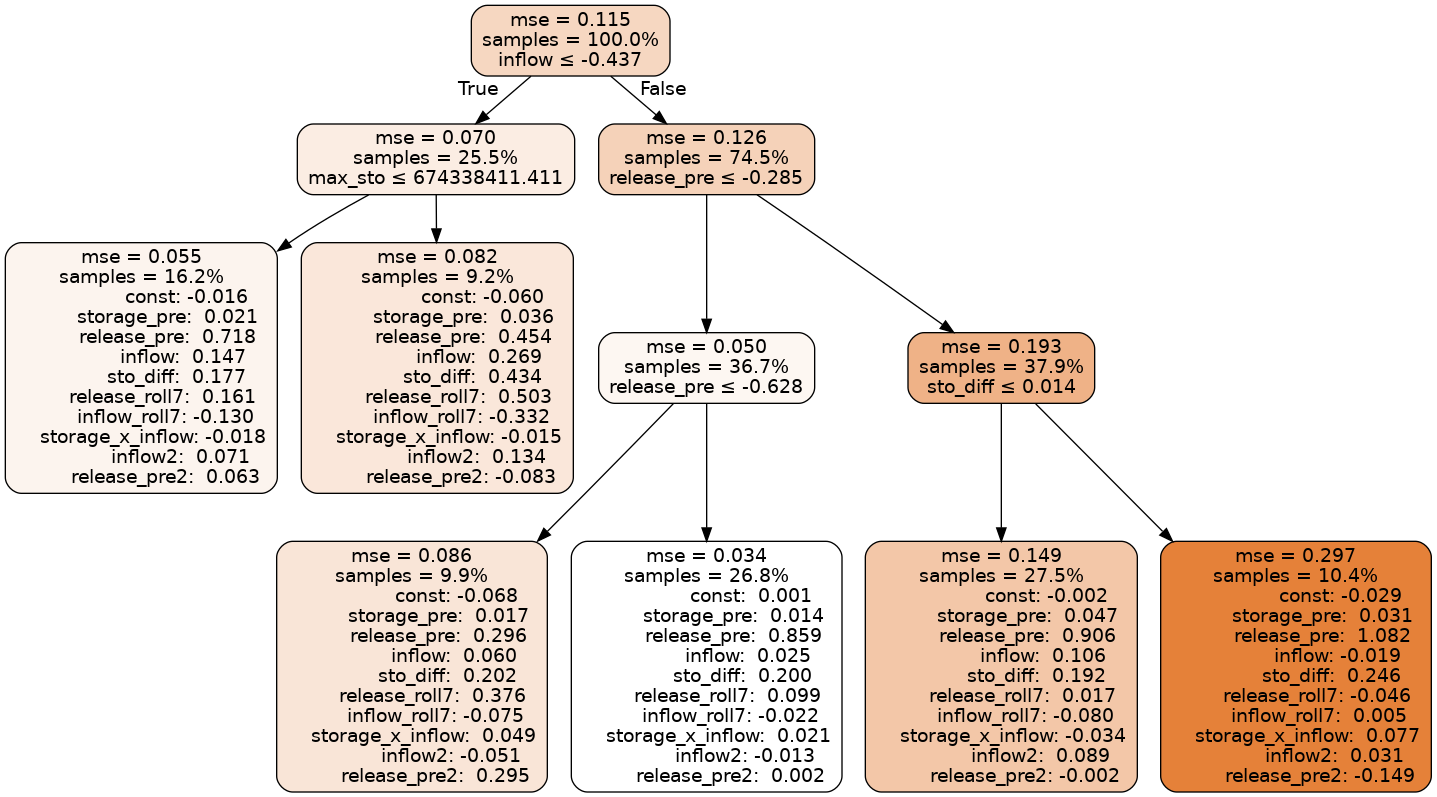 mse = 0.115
samples = 100.0%
inflow ≤ -0.437
True
False
mse = 0.070
samples = 25.5%
max_sto ≤ 674338411.411
mse = 0.126
samples = 74.5%
release_pre ≤ -0.285
mse = 0.055
samples = 16.2%
const: -0.016
storage_pre: 0.021
release_pre: 0.718
inflow: 0.147
sto_diff: 0.177
release_roll7: 0.161
inflow_roll7: -0.130
storage_x_inflow: -0.018
inflow2: 0.071
release_pre2: 0.063
mse = 0.082
samples = 9.2%
const: -0.060
storage_pre: 0.036
release_pre: 0.454
inflow: 0.269
sto_diff: 0.434
release_roll7: 0.503
inflow_roll7: -0.332
storage_x_inflow: -0.015
inflow2: 0.134
release_pre2: -0.083
mse = 0.050
samples = 36.7%
release_pre ≤ -0.628
mse = 0.193
samples = 37.9%
sto_diff ≤ 0.014
mse = 0.086
samples = 9.9%
const: -0.068
storage_pre: 0.017
release_pre: 0.296
inflow: 0.060
sto_diff: 0.202
release_roll7: 0.376
inflow_roll7: -0.075
storage_x_inflow: 0.049
inflow2: -0.051
release_pre2: 0.295
mse = 0.034
samples = 26.8%
const: 0.001
storage_pre: 0.014
release_pre: 0.859
inflow: 0.025
sto_diff: 0.200
release_roll7: 0.099
inflow_roll7: -0.022
storage_x_inflow: 0.021
inflow2: -0.013
release_pre2: 0.002
mse = 0.149
samples = 27.5%
const: -0.002
storage_pre: 0.047
release_pre: 0.906
inflow: 0.106
sto_diff: 0.192
release_roll7: 0.017
inflow_roll7: -0.080
storage_x_inflow: -0.034
inflow2: 0.089
release_pre2: -0.002
mse = 0.297
samples = 10.4%
const: -0.029
storage_pre: 0.031
release_pre: 1.082
inflow: -0.019
sto_diff: 0.246
release_roll7: -0.046
inflow_roll7: 0.005
storage_x_inflow: 0.077
inflow2: 0.031
release_pre2: -0.149